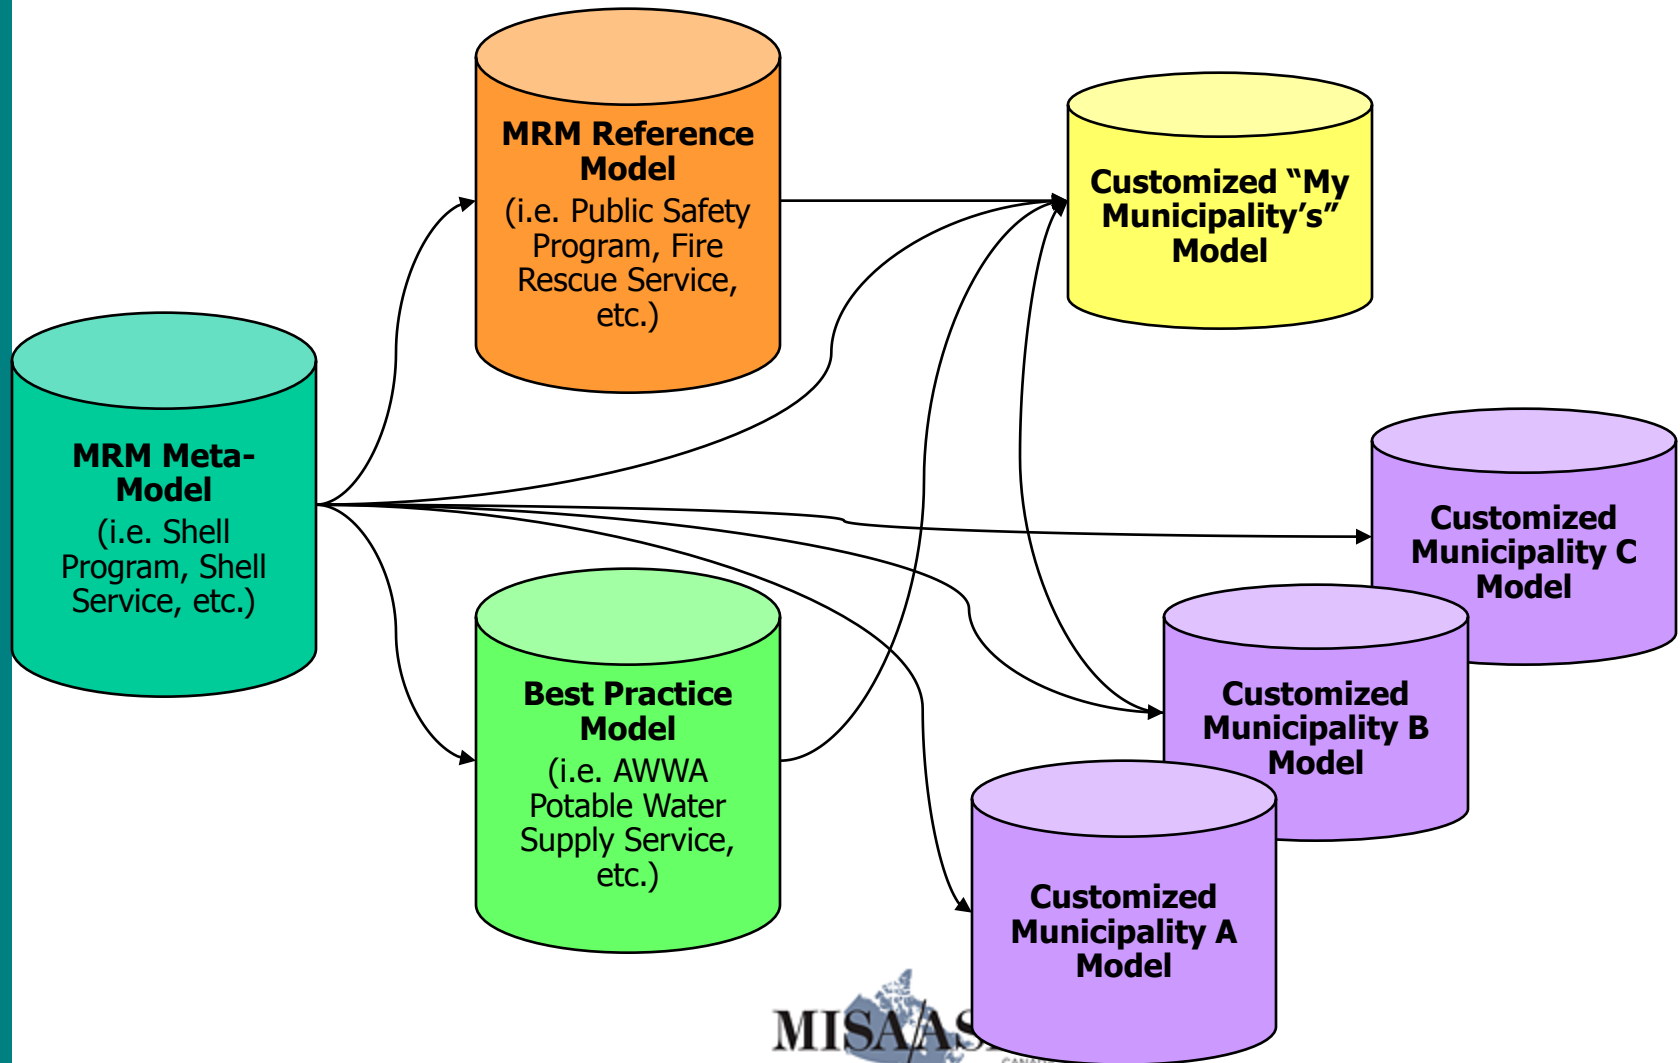 MRM Reference
Model
(i.e. Public Safety
Program, Fire
Rescue Service,
etc.)
Customized “My
Municipality’s”
Model
MRM Meta-
Model
(i.e. Shell
Program, Shell
Service, etc.)
Customized
Municipality C
Model
Best Practice
Model
(i.e. AWWA
Potable Water
Supply Service,
etc.)
Customized
Municipality B
Model
Customized
Municipality A
Model
MISA/AS